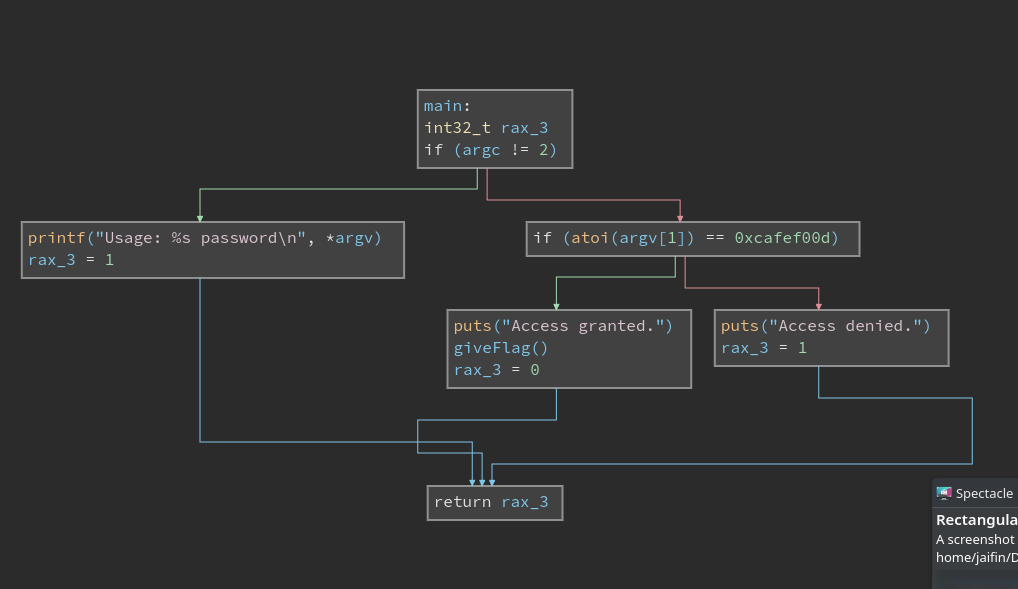 main:
int32_t rax_3
if (argc != 2)
printf("Usage: %s password\n", *argv)
rax_3 = 1
if (atoi(argv[1]) == 0xcafef00d)
puts("Access granted.")
giveFlag()
rax_3 = 0
puts("Access denied.")
rax_3 = 1
return rax_3
Spectacle
Rectangula
A screenshot
home/jaifin/D